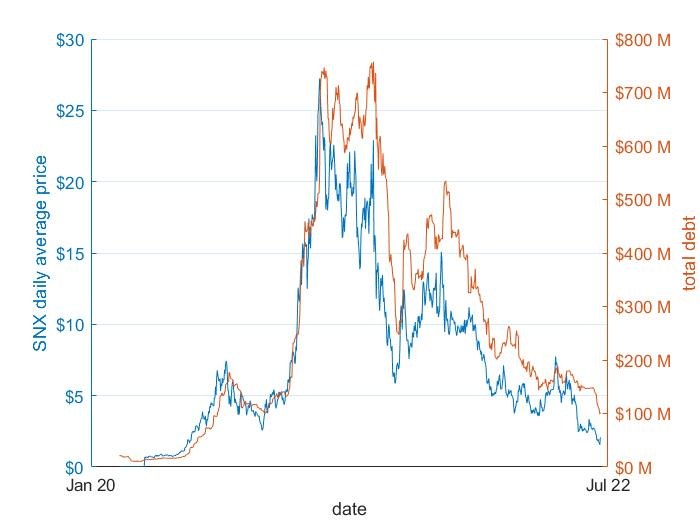 $30 $800 M
$700 M
$25
$600 M
$20
$500 M
$15 $400 M
$300 M
$10
$200 M
$5
$100 M
$0 $0 M
Jan 20 Jul 22
date
SNX daily average price
total debt